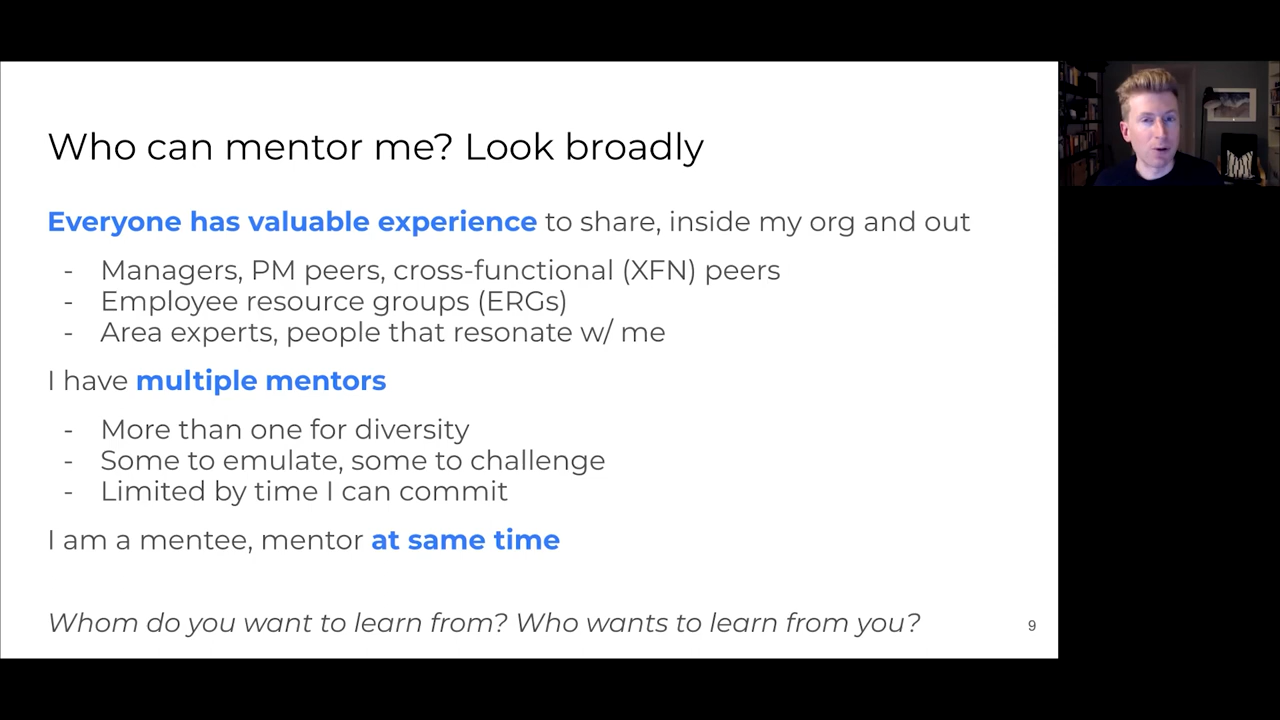 Who can mentor me? Look broadly
Everyone has valuable experience to share, inside my org and out
- Managers, PM peers, cross-functional (XFN) peers
- Employee resource groups (ERGs)
- Area experts, people that resonate w/ me
I have multiple mentors
- More than one for diversity
- Some to emulate, some to challenge
- Limited by time I can commit
I am a mentee, mentor at same time
Whom do you want to learn from? Who wants to learn from you?
9